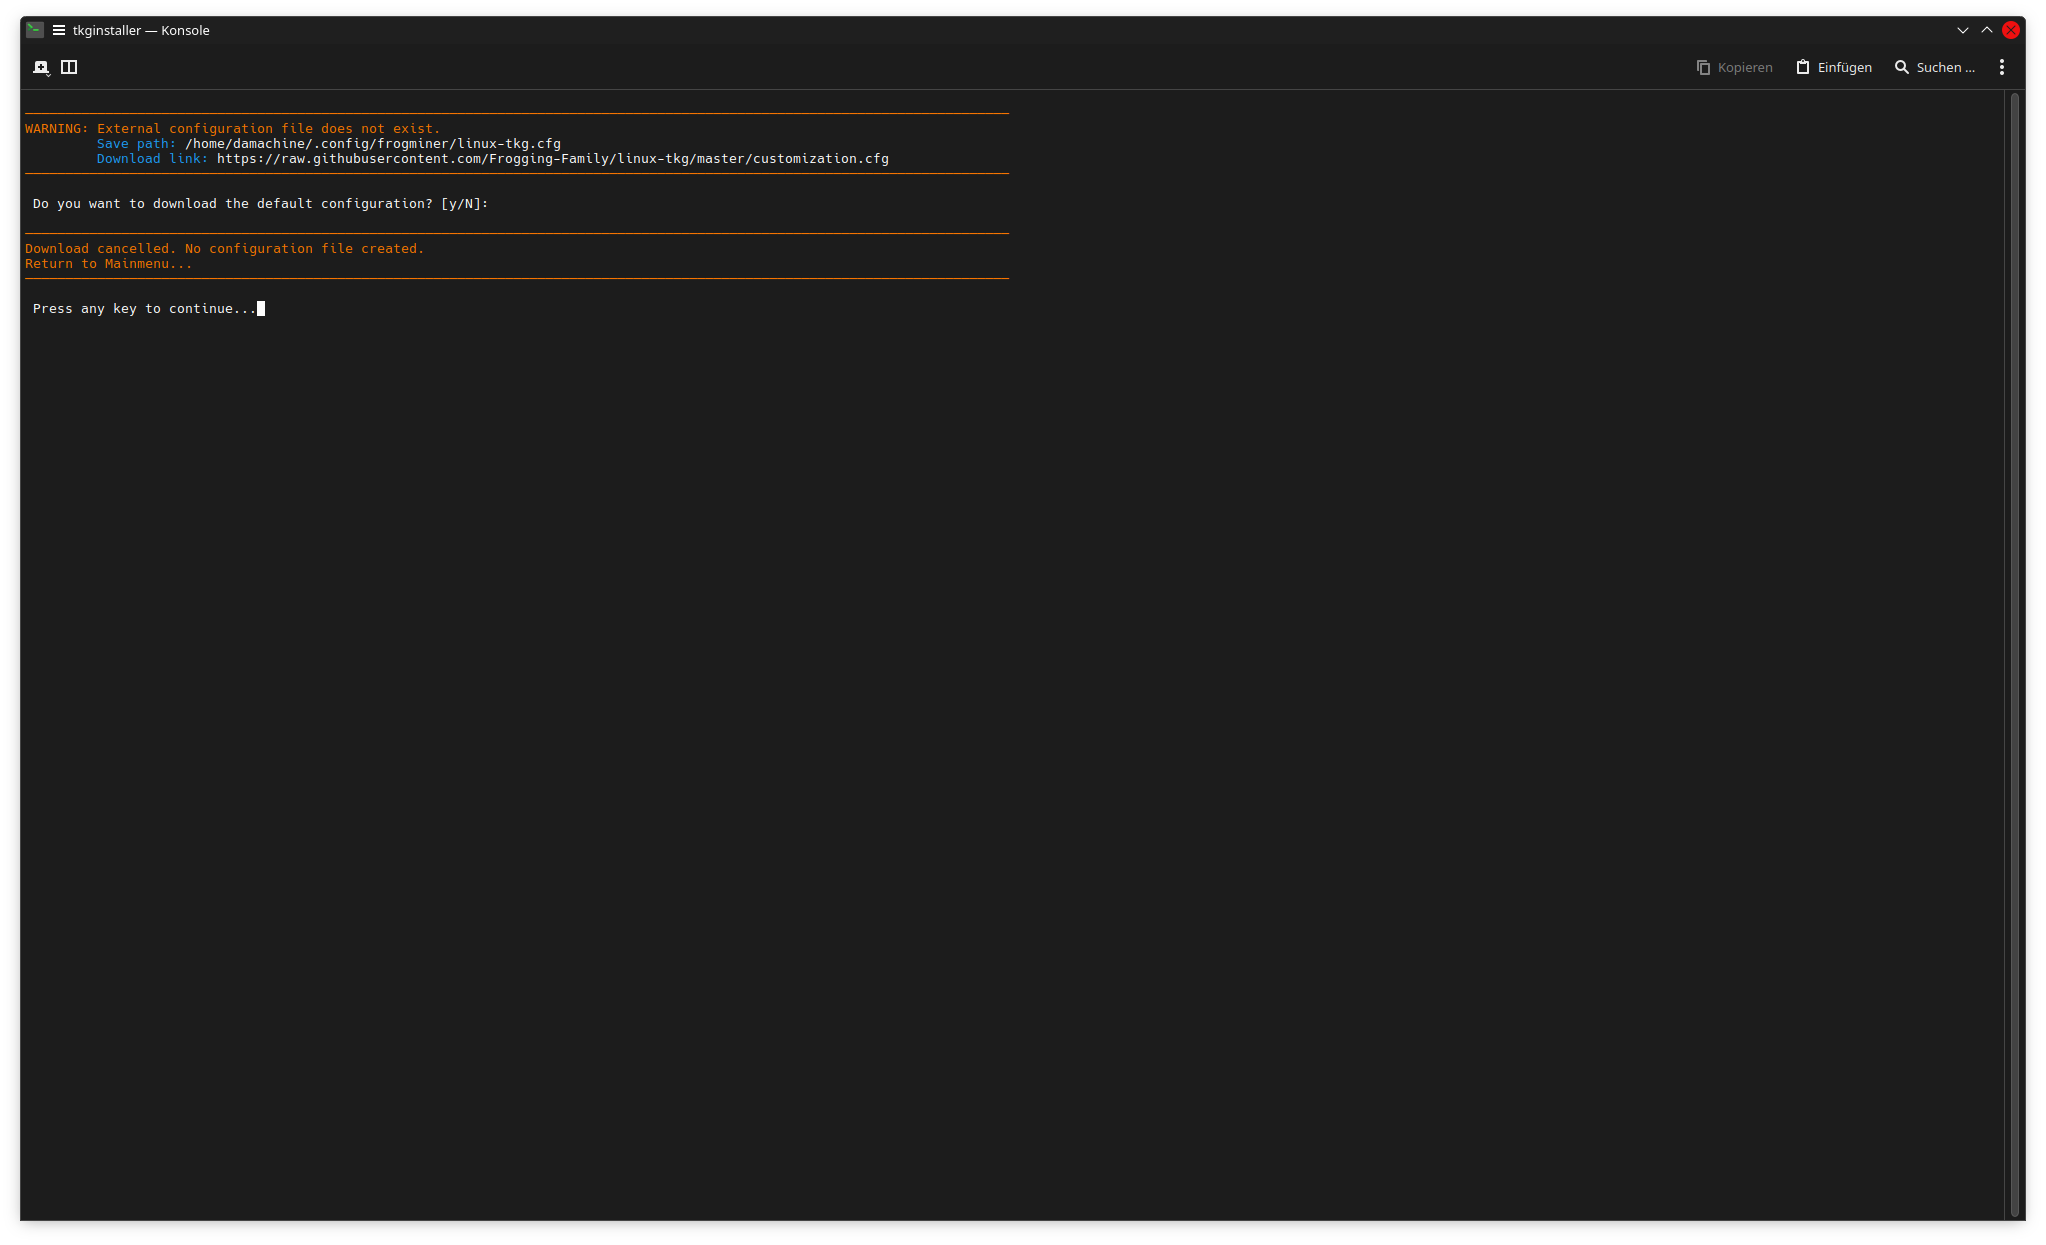 tkginstaller — Konsole
Kopieren Einfügen Suchen ...
WARNING: External configuration file does not exist.
Save path: /home/damachine/.config/frogminer/linux-tkg.cfg
Download link: https://raw.githubusercontent.com/Frogging-Family/linux-tkg/master/customization.cfg
Do you want to download the default configuration? [y/N]:
Download cancelled. No configuration file created.
Return to Mainmenu...
Press any key to continue...